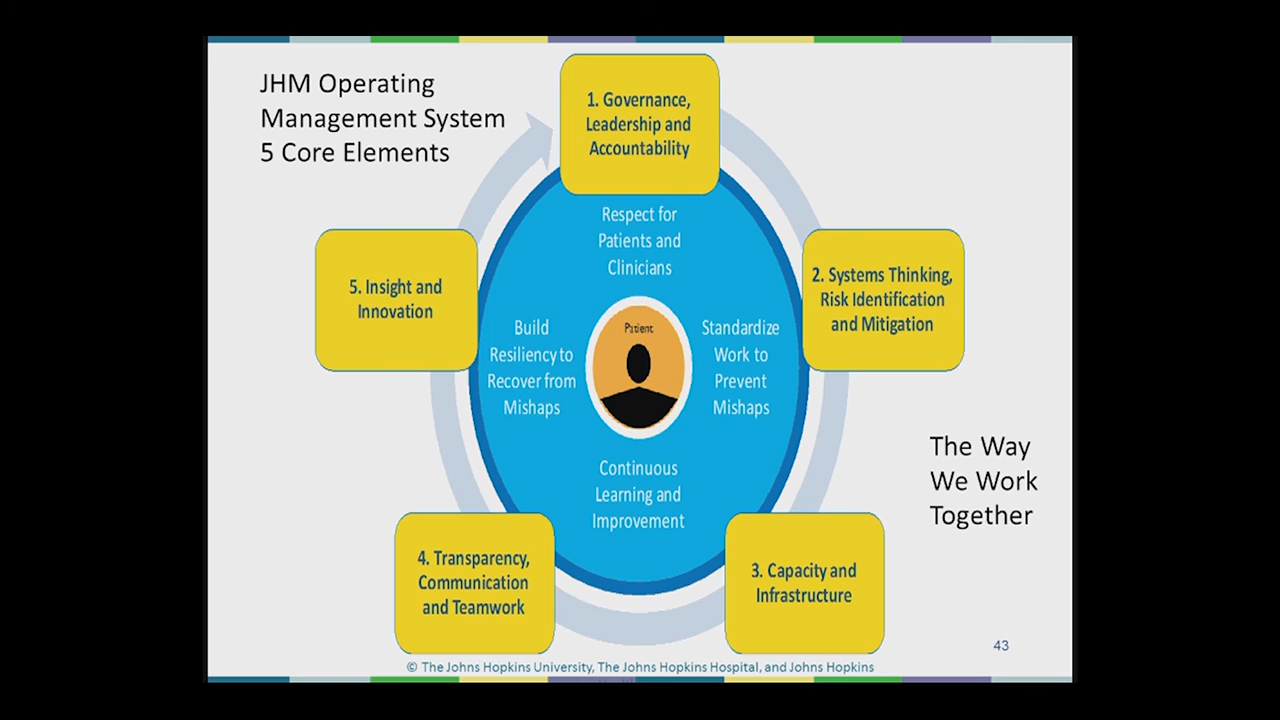 JHM Operating
Management System
5 Core Elements
1. Governance,
Leadership and
Accountability
2. Systems Thinking,
Risk Identification
and Mitigation
3. Capacity and
Infrastructure
4. Transparency,
Communication
and Teamwork
5. Insight and
Innovation
Respect for
Patients and
Clinicians
Standardize
Work to
Prevent
Mishaps
Continuous
Learning and
Improvement
Build
Resiliency to
Recover from
Mishaps
Patient
The Way
We Work
Together
43
© The Johns Hopkins University, The Johns Hopkins Hospital, and Johns Hopkins